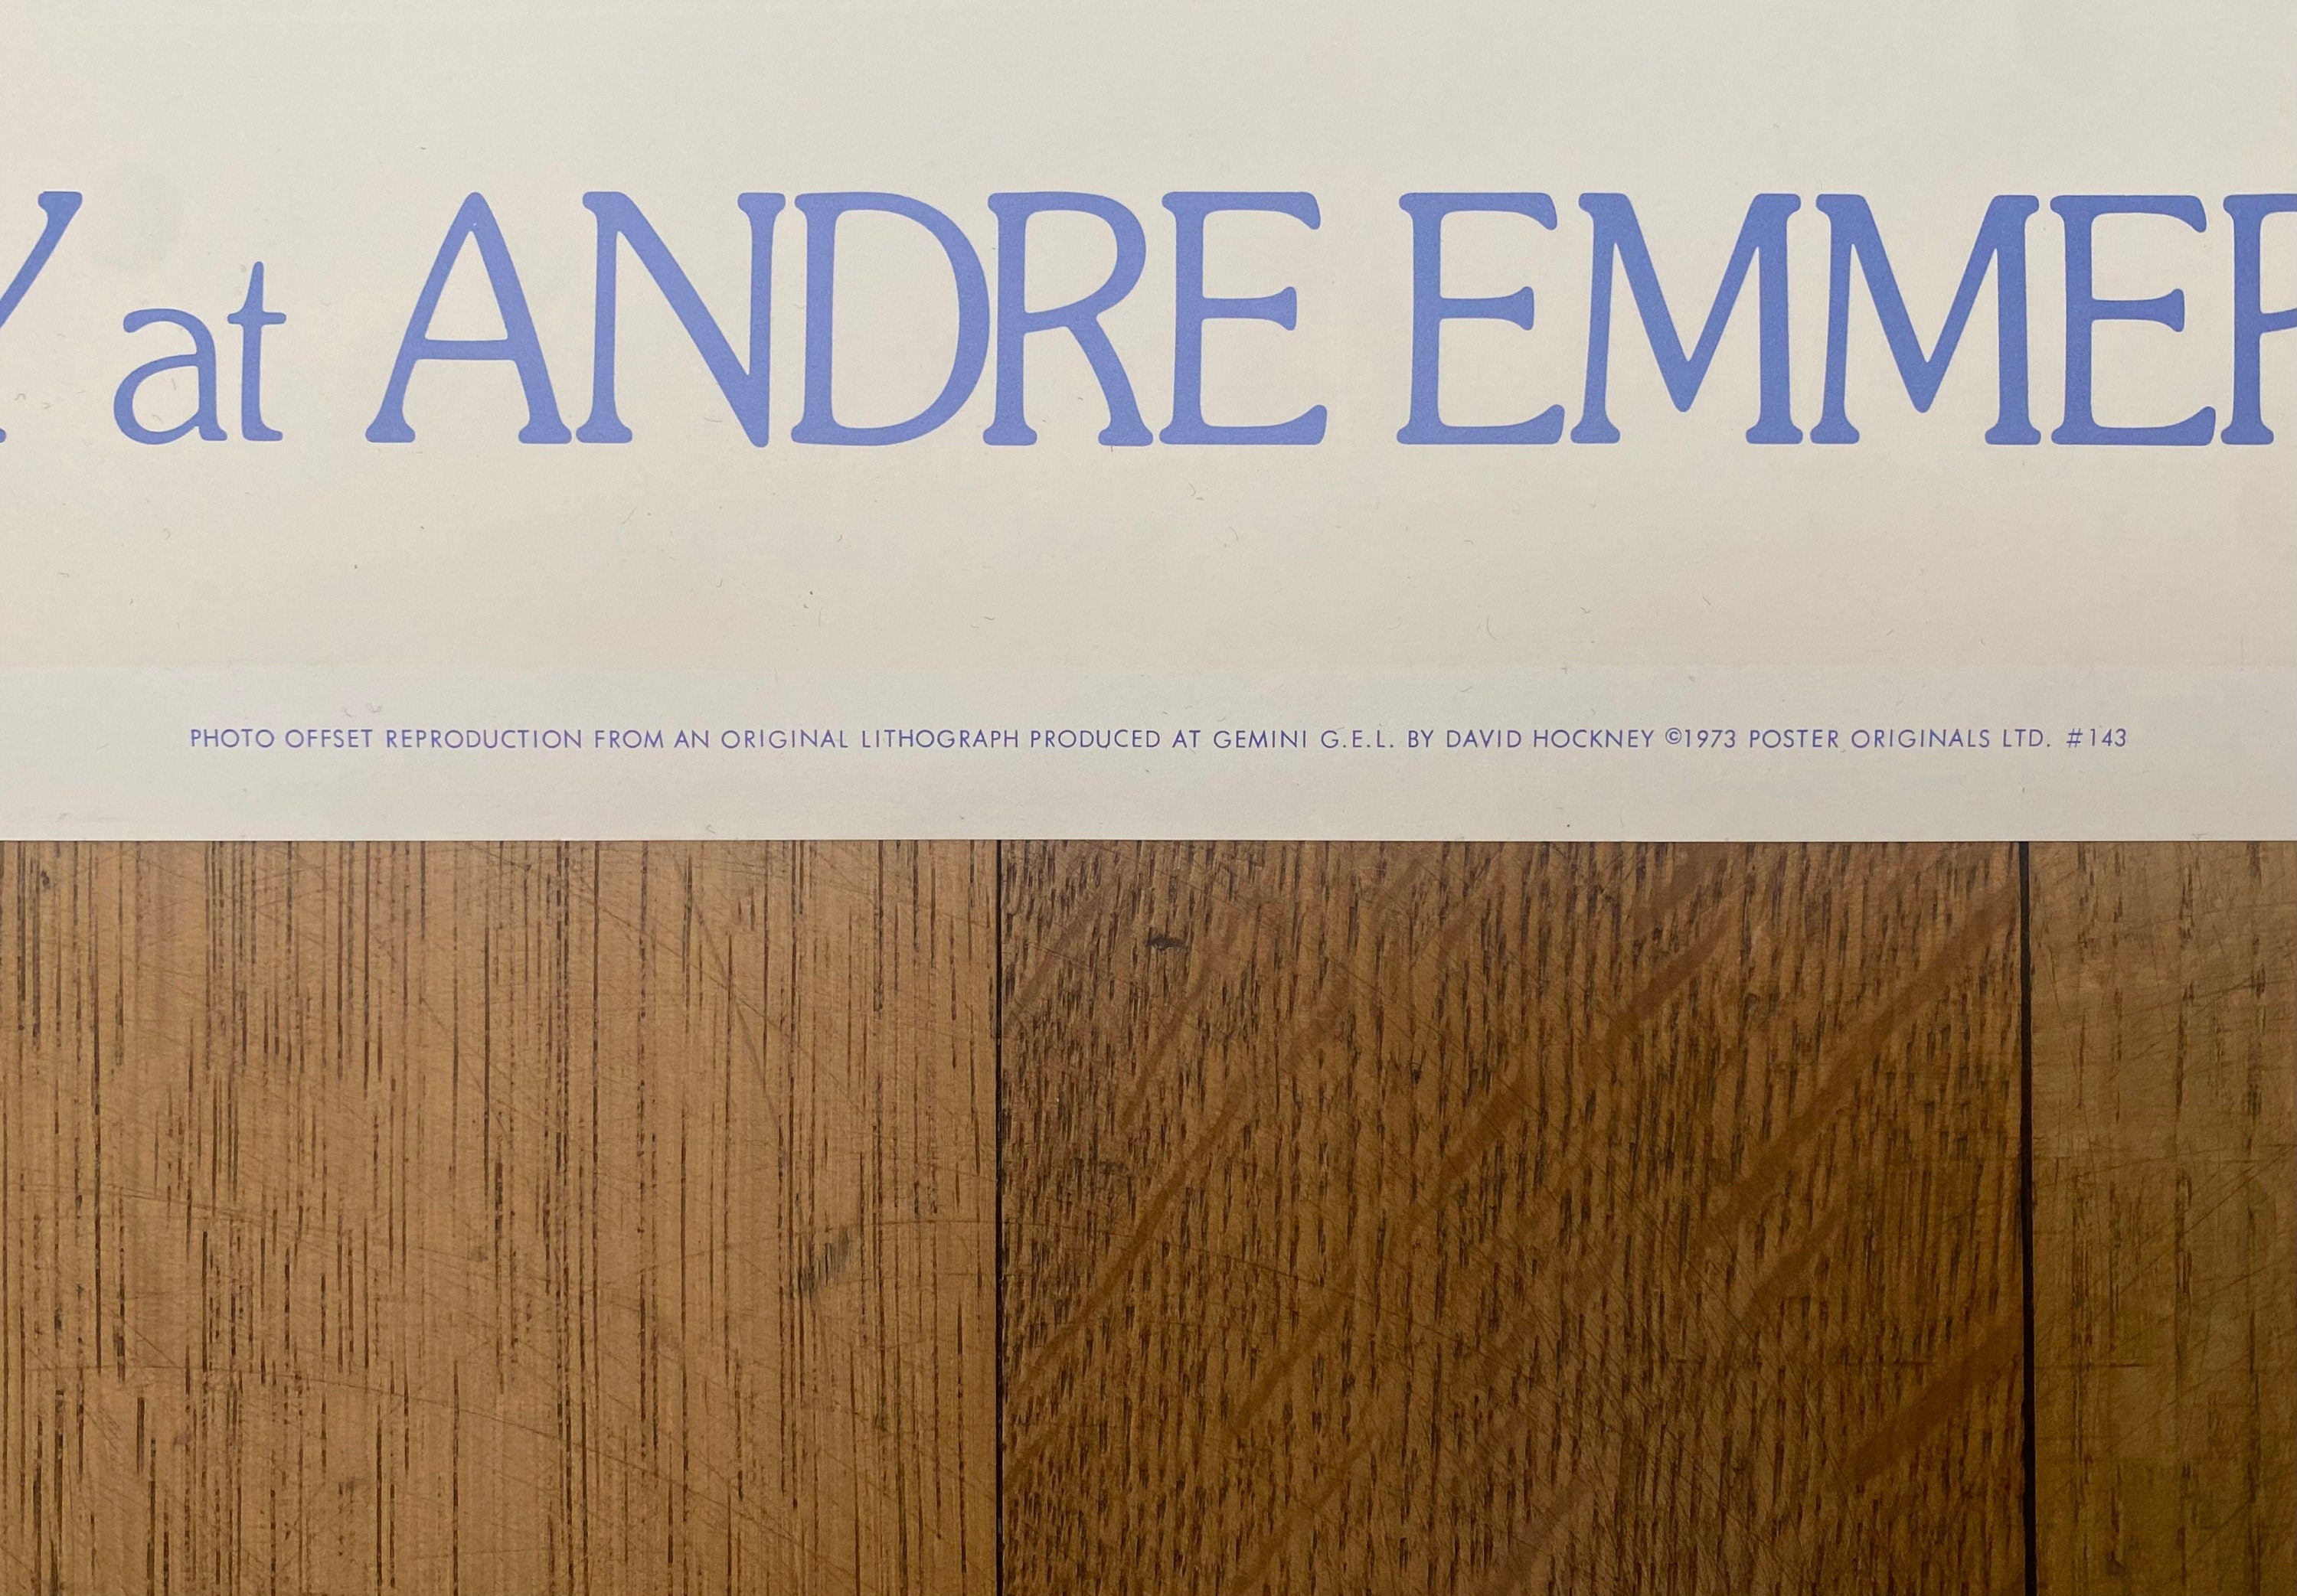 Y at ANDRE EMMER
PHOTO OFFSET REPRODUCTION FROM AN ORIGINAL LITHOGRAPH PRODUCED AT GEMINI G.E.L. BY DAVID HOCKNEY ©1973 POSTER ORIGINALS LTD. #143